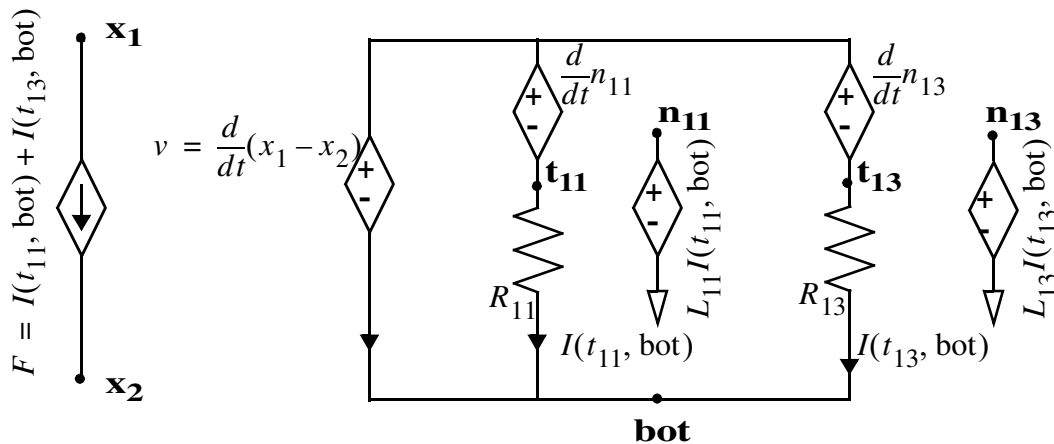 x₁
F = I(t₁₁, bot) + I(t₁₃, bot)
x₂
v = d/dt (x₁ – x₂)
+
-
d/dt n₁₁
+
-
t₁₁
R₁₁
I(t₁₁, bot)
n₁₁
+
-
L₁₁I(t₁₁, bot)
d/dt n₁₃
+
-
t₁₃
R₁₃
I(t₁₃, bot)
n₁₃
+
-
L₁₃I(t₁₃, bot)
bot